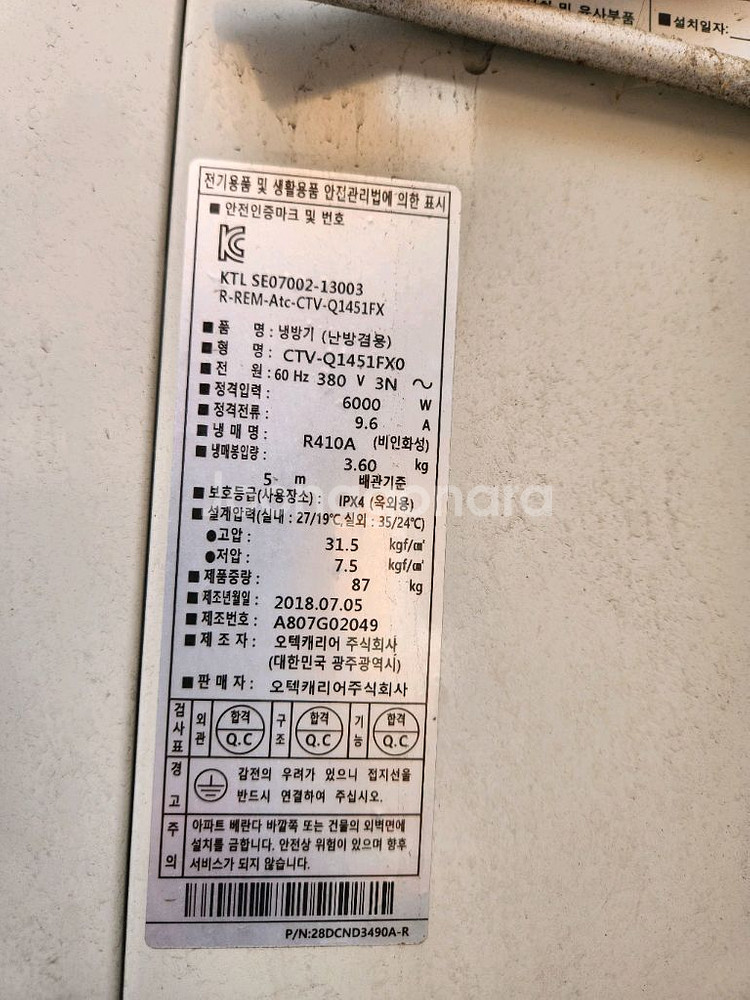 및 유사부품
■ 설치일자:
전기용품 및 생활용품 안전관리법에 의한 표시
■ 안전인증마크 및 번호
KTL SE07002-13003
R-REM-Atc-CTV-Q1451FX
■ 품 명 : 냉방기 (난방겸용)
■ 형 명 : CTV-Q1451FX0
■ 전 원 : 60 Hz 380 V 3N ~
■ 정격입력 : 6000 W
■ 정격전류 : 9.6 A
■ 냉 매 명 : R410A (비인화성)
■ 냉매봉입량 : 3.60 kg
5 m 배관기준
■ 보호등급(사용장소) : IPX4 (옥외용)
■ 설계압력(실내 : 27/19℃,실외 : 35/24℃)
●고압 : 31.5 kgf/㎠
●저압 : 7.5 kgf/㎠
■ 제품중량 : 87 kg
■ 제조년월일 : 2018.07.05
■ 제조번호 : A807G02049
■ 제 조 자 : 오텍캐리어 주식회사
(대한민국 광주광역시)
■ 판 매 자 : 오텍캐리어주식회사
검사표 외관 합격 Q.C 구조 합격 Q.C 기능 합격 Q.C
경고 감전의 우려가 있으니 접지선을
반드시 연결하여 주십시오.
주의 아파트 베란다 바깥쪽 또는 건물의 외벽면에
설치를 금합니다. 안전상 위험이 있으며 향후
서비스가 되지 않습니다.
P/N:28DCND3490A-R